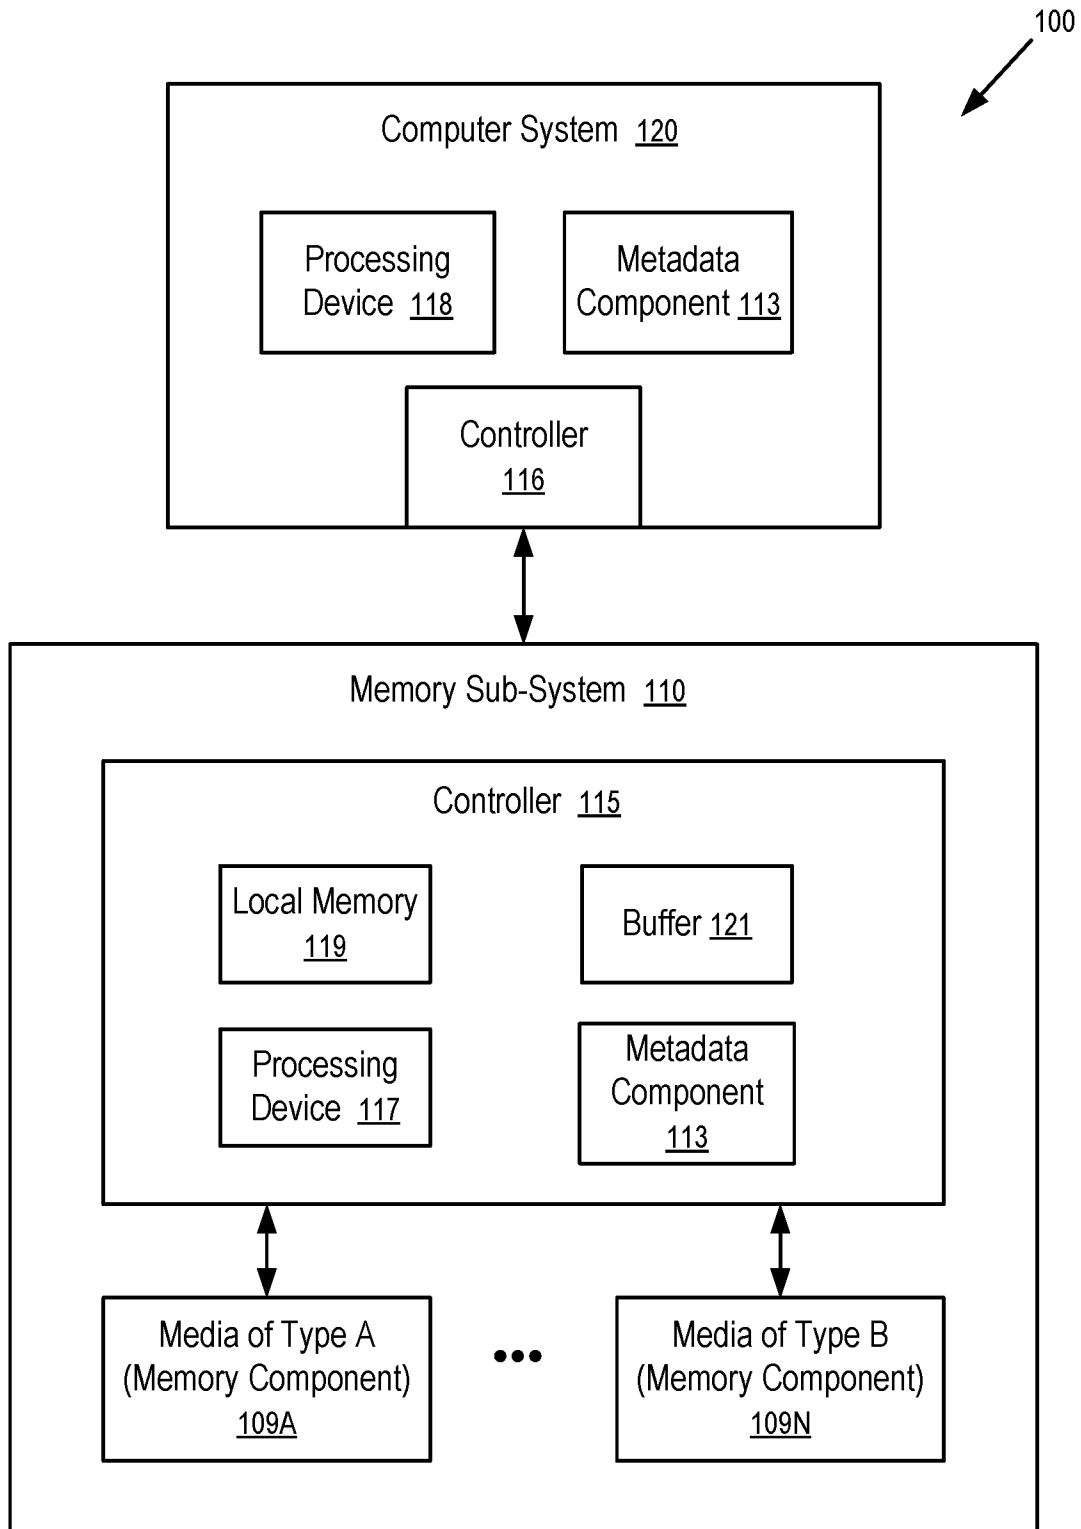 100
Computer System 120
Processing
Device 118
Metadata
Component 113
Controller
116
Memory Sub-System 110
Controller 115
Local Memory
119
Buffer 121
Processing
Device 117
Metadata
Component
113
Media of Type A
(Memory Component)
109A
Media of Type B
(Memory Component)
109N